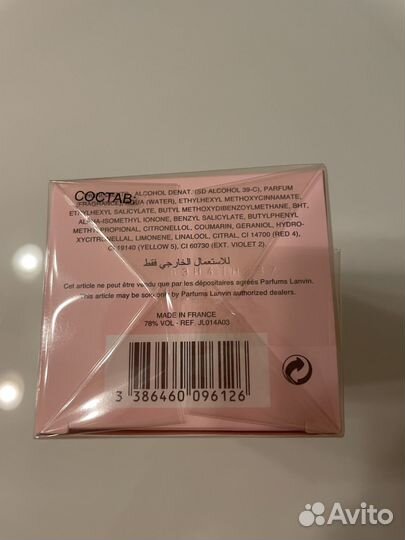 СОСТАВ: ALCOHOL DENAT. (SD ALCOHOL 39-C), PARFUM
(FRAGRANCE), AQUA (WATER), ETHYLHEXYL METHOXYCINNAMATE,
ETHYLHEXYL SALICYLATE, BUTYL METHOXYDIBENZOYLMETHANE, BHT,
ALPHA-ISOMETHYL IONONE, BENZYL SALICYLATE, BUTYLPHENYL
METHYLPROPIONAL, CITRONELLOL, COUMARIN, GERANIOL, HYDRO-
XYCITRONELLAL, LIMONENE, LINALOOL, CITRAL, CI 14700 (RED 4),
CI 19140 (YELLOW 5), CI 60730 (EXT. VIOLET 2).
للاستعمال الخارجي فقط
Cet article ne peut être vendu que par les dépositaires agréés Parfums Lanvin.
This article may be sold only by Parfums Lanvin authorized dealers.
MADE IN FRANCE
78% VOL - REF. JL014A03
3 386460 096126
Avito